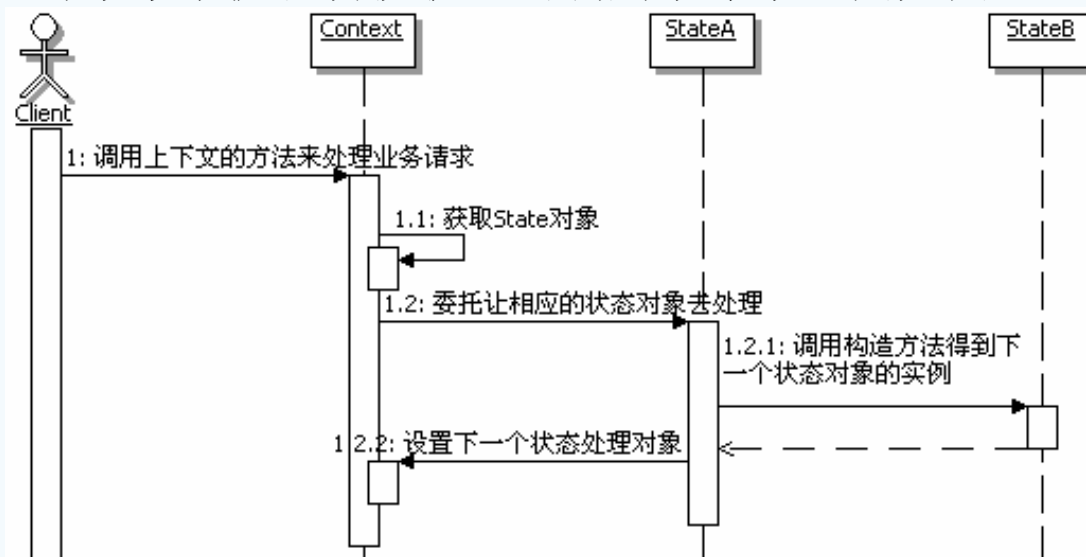 Context
StateA
StateB
Client
1: 调用上下文的方法来处理业务请求
1.1: 获取State对象
1.2: 委托让相应的状态对象去处理
1.2.1: 调用构造方法得到下
一个状态对象的实例
1.2.2: 设置下一个状态处理对象